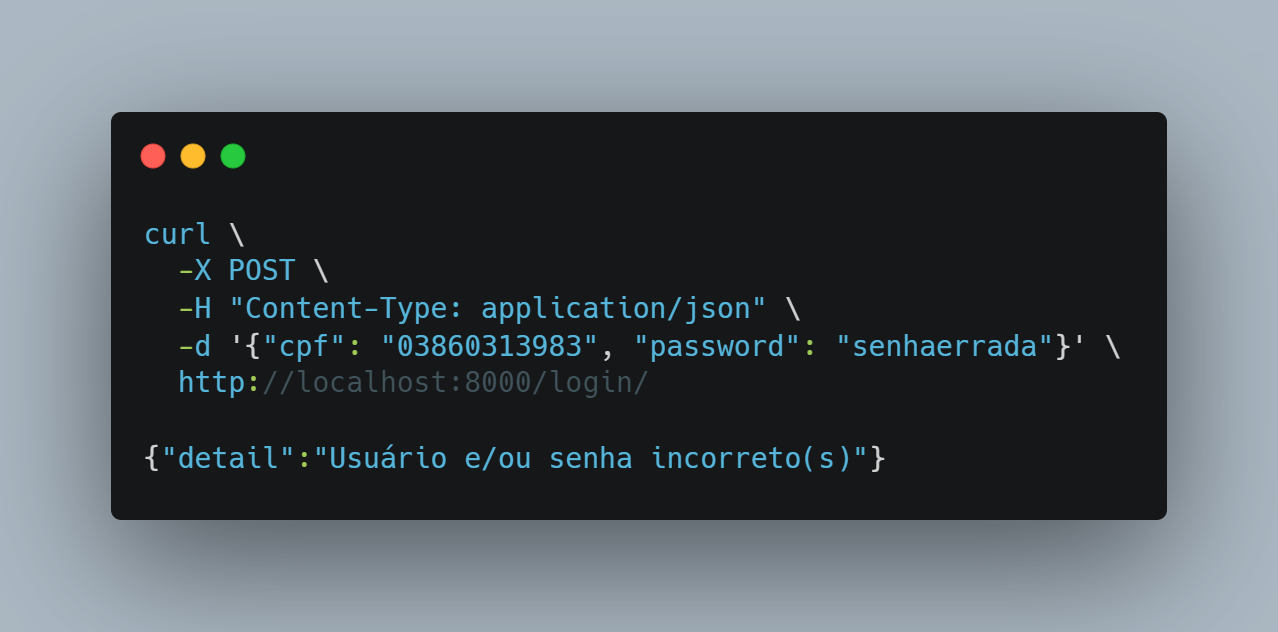 curl \
-X POST \
-H "Content-Type: application/json" \
-d '{"cpf": "03860313983", "password": "senhaerrada"}' \
http://localhost:8000/login/
{"detail":"Usuário e/ou senha incorreto(s)"}